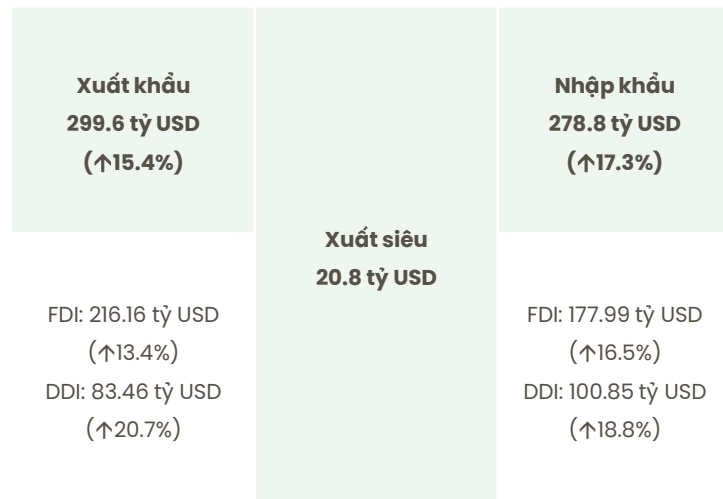 Xuất khẩu
299.6 tỷ USD
(↑15.4%)
FDI: 216.16 tỷ USD
(↑13.4%)
DDI: 83.46 tỷ USD
(↑20.7%)
Xuất siêu
20.8 tỷ USD
Nhập khẩu
278.8 tỷ USD
(↑17.3%)
FDI: 177.99 tỷ USD
(↑16.5%)
DDI: 100.85 tỷ USD
(↑18.8%)